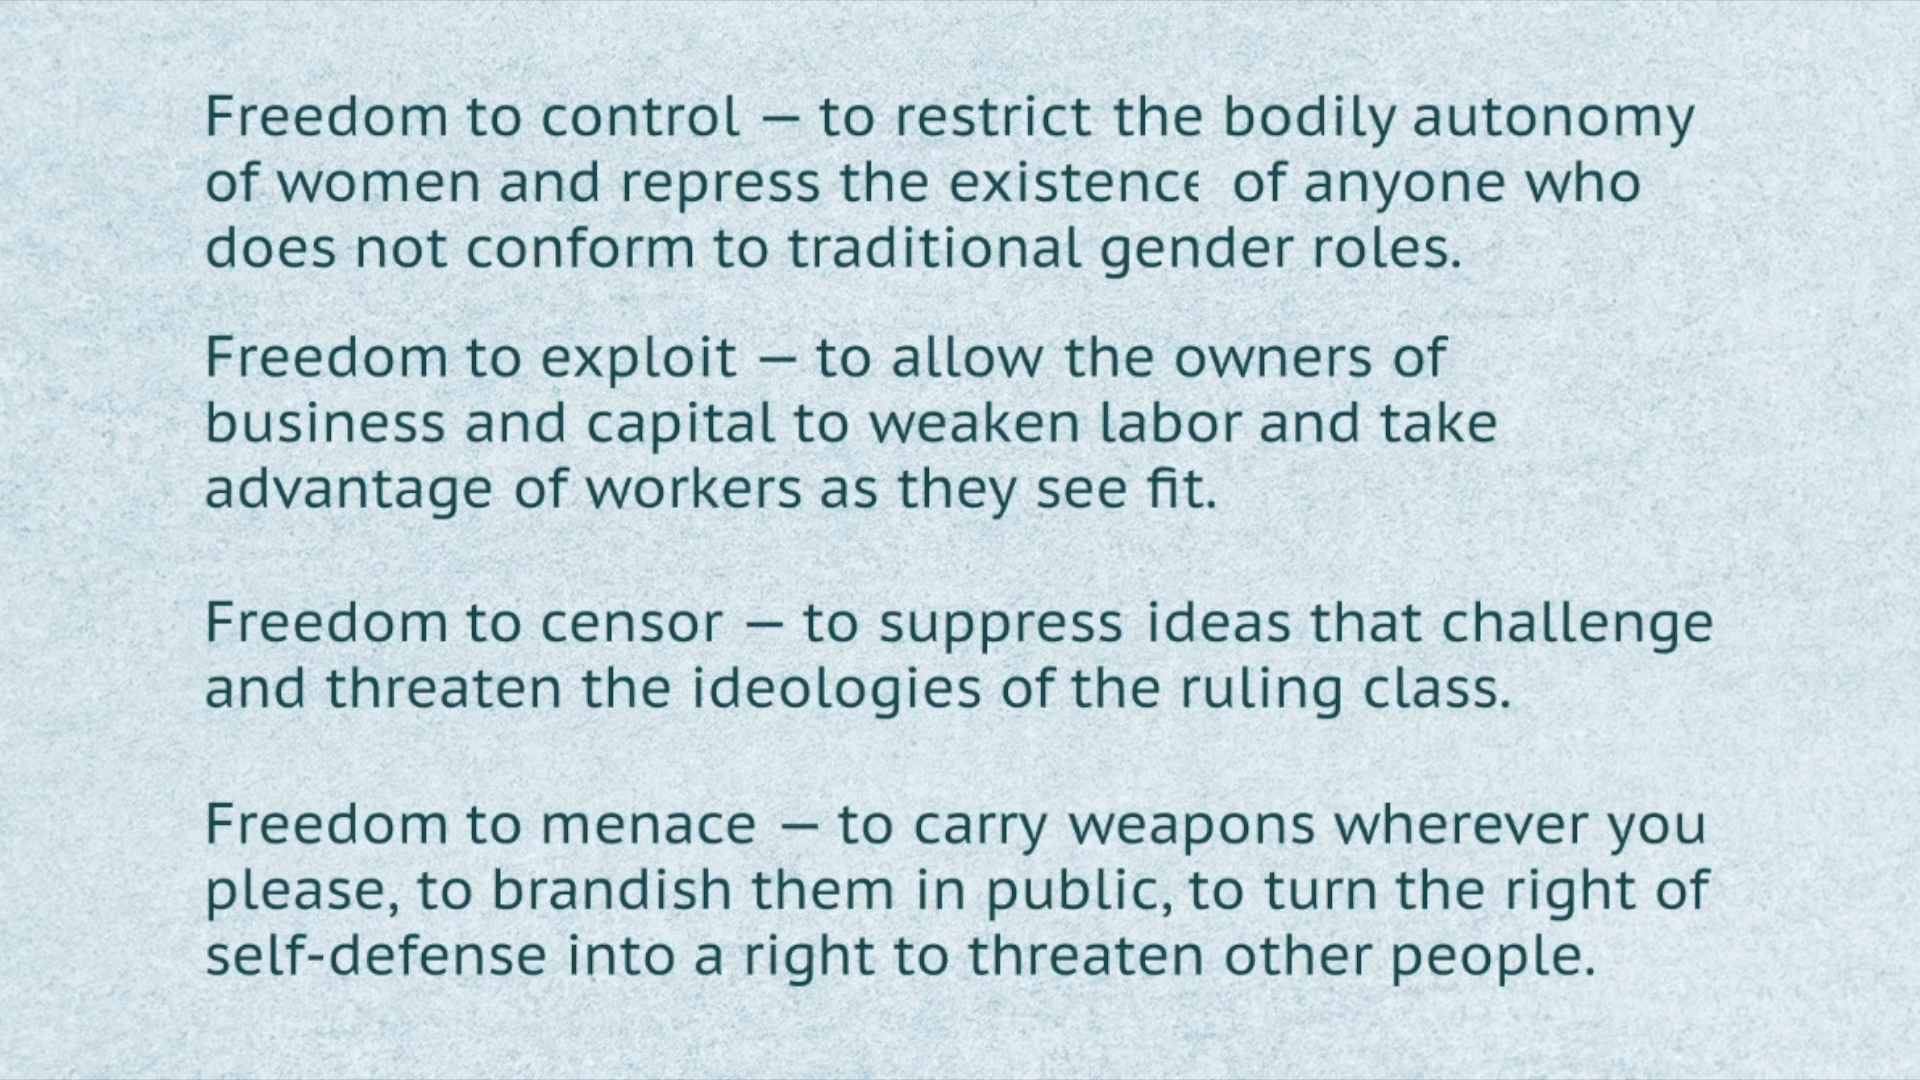 Freedom to control — to restrict the bodily autonomy
of women and repress the existence of anyone who
does not conform to traditional gender roles.
Freedom to exploit — to allow the owners of
business and capital to weaken labor and take
advantage of workers as they see fit.
Freedom to censor — to suppress ideas that challenge
and threaten the ideologies of the ruling class.
Freedom to menace — to carry weapons wherever you
please, to brandish them in public, to turn the right of
self-defense into a right to threaten other people.